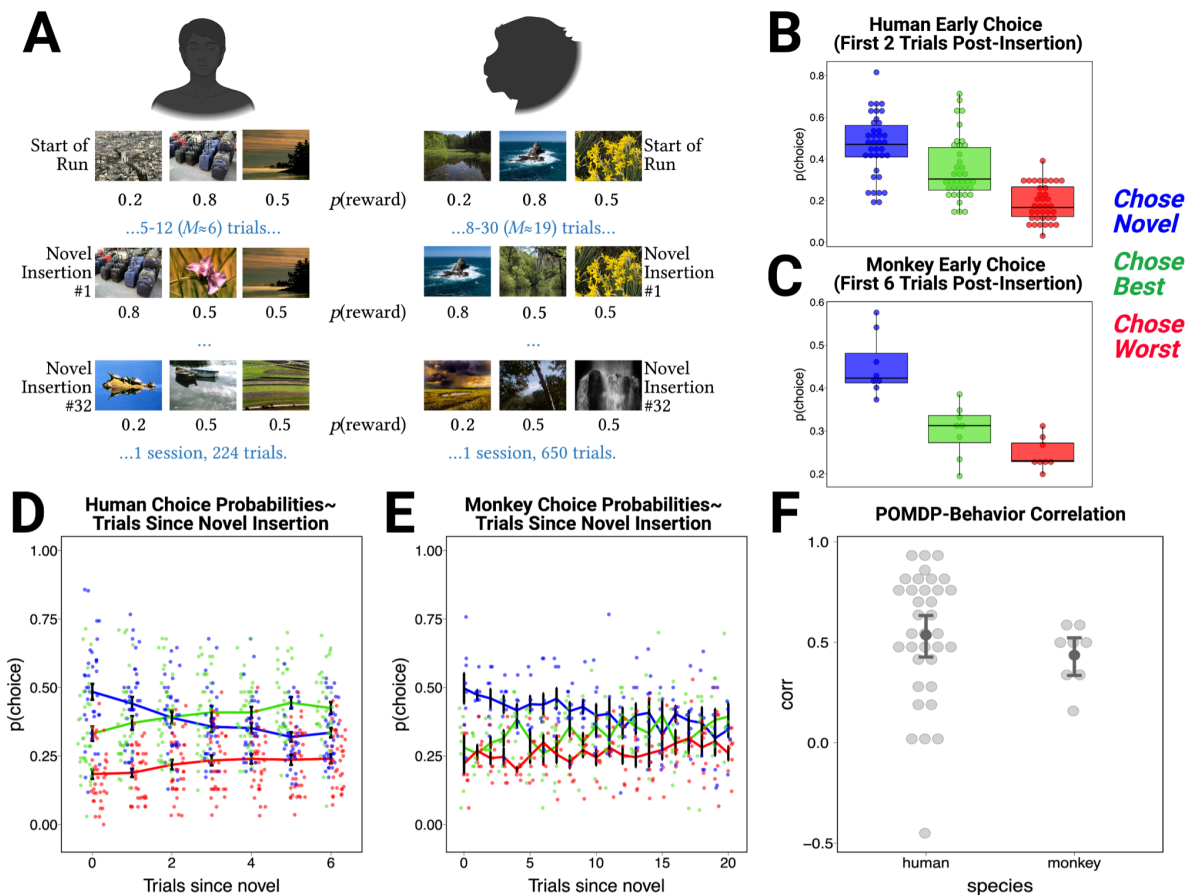 A
Start of
Run
0.2
0.8
0.5
p(reward)
0.2
0.8
0.5
Start of
Run
...5-12 (M≈6) trials...
...8-30 (M≈19) trials...
Novel
Insertion
#1
0.8
0.5
0.5
p(reward)
0.8
0.5
0.5
Novel
Insertion
#1
...
...
Novel
Insertion
#32
0.2
0.5
0.5
p(reward)
0.2
0.5
0.5
Novel
Insertion
#32
...1 session, 224 trials.
...1 session, 650 trials.
B
Human Early Choice
(First 2 Trials Post-Insertion)
p(choice)
0.8
0.6
0.4
0.2
0.0
C
Monkey Early Choice
(First 6 Trials Post-Insertion)
p(choice)
0.6
0.5
0.4
0.3
0.2
Chose
Novel
Chose
Best
Chose
Worst
D
Human Choice Probabilities~
Trials Since Novel Insertion
p(choice)
1.00
0.75
0.50
0.25
0.00
0
2
4
6
Trials since novel
E
Monkey Choice Probabilities~
Trials Since Novel Insertion
p(choice)
1.00
0.75
0.50
0.25
0.00
0
5
10
15
20
Trials since novel
F
POMDP-Behavior Correlation
corr
1.0
0.5
0.0
−0.5
human
monkey
species